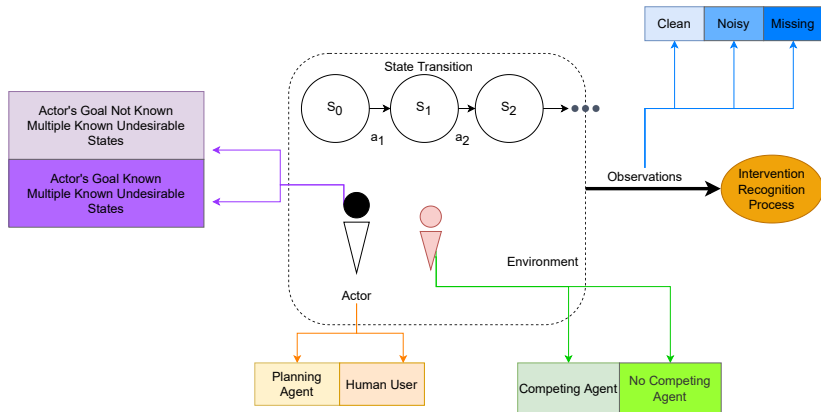 Clean
Noisy
Missing
State Transition
S0
S1
S2
a1
a2
Actor's Goal Not Known
Multiple Known Undesirable
States
Actor's Goal Known
Multiple Known Undesirable
States
Observations
Intervention
Recognition
Process
Environment
Actor
Planning
Agent
Human User
Competing Agent
No Competing
Agent